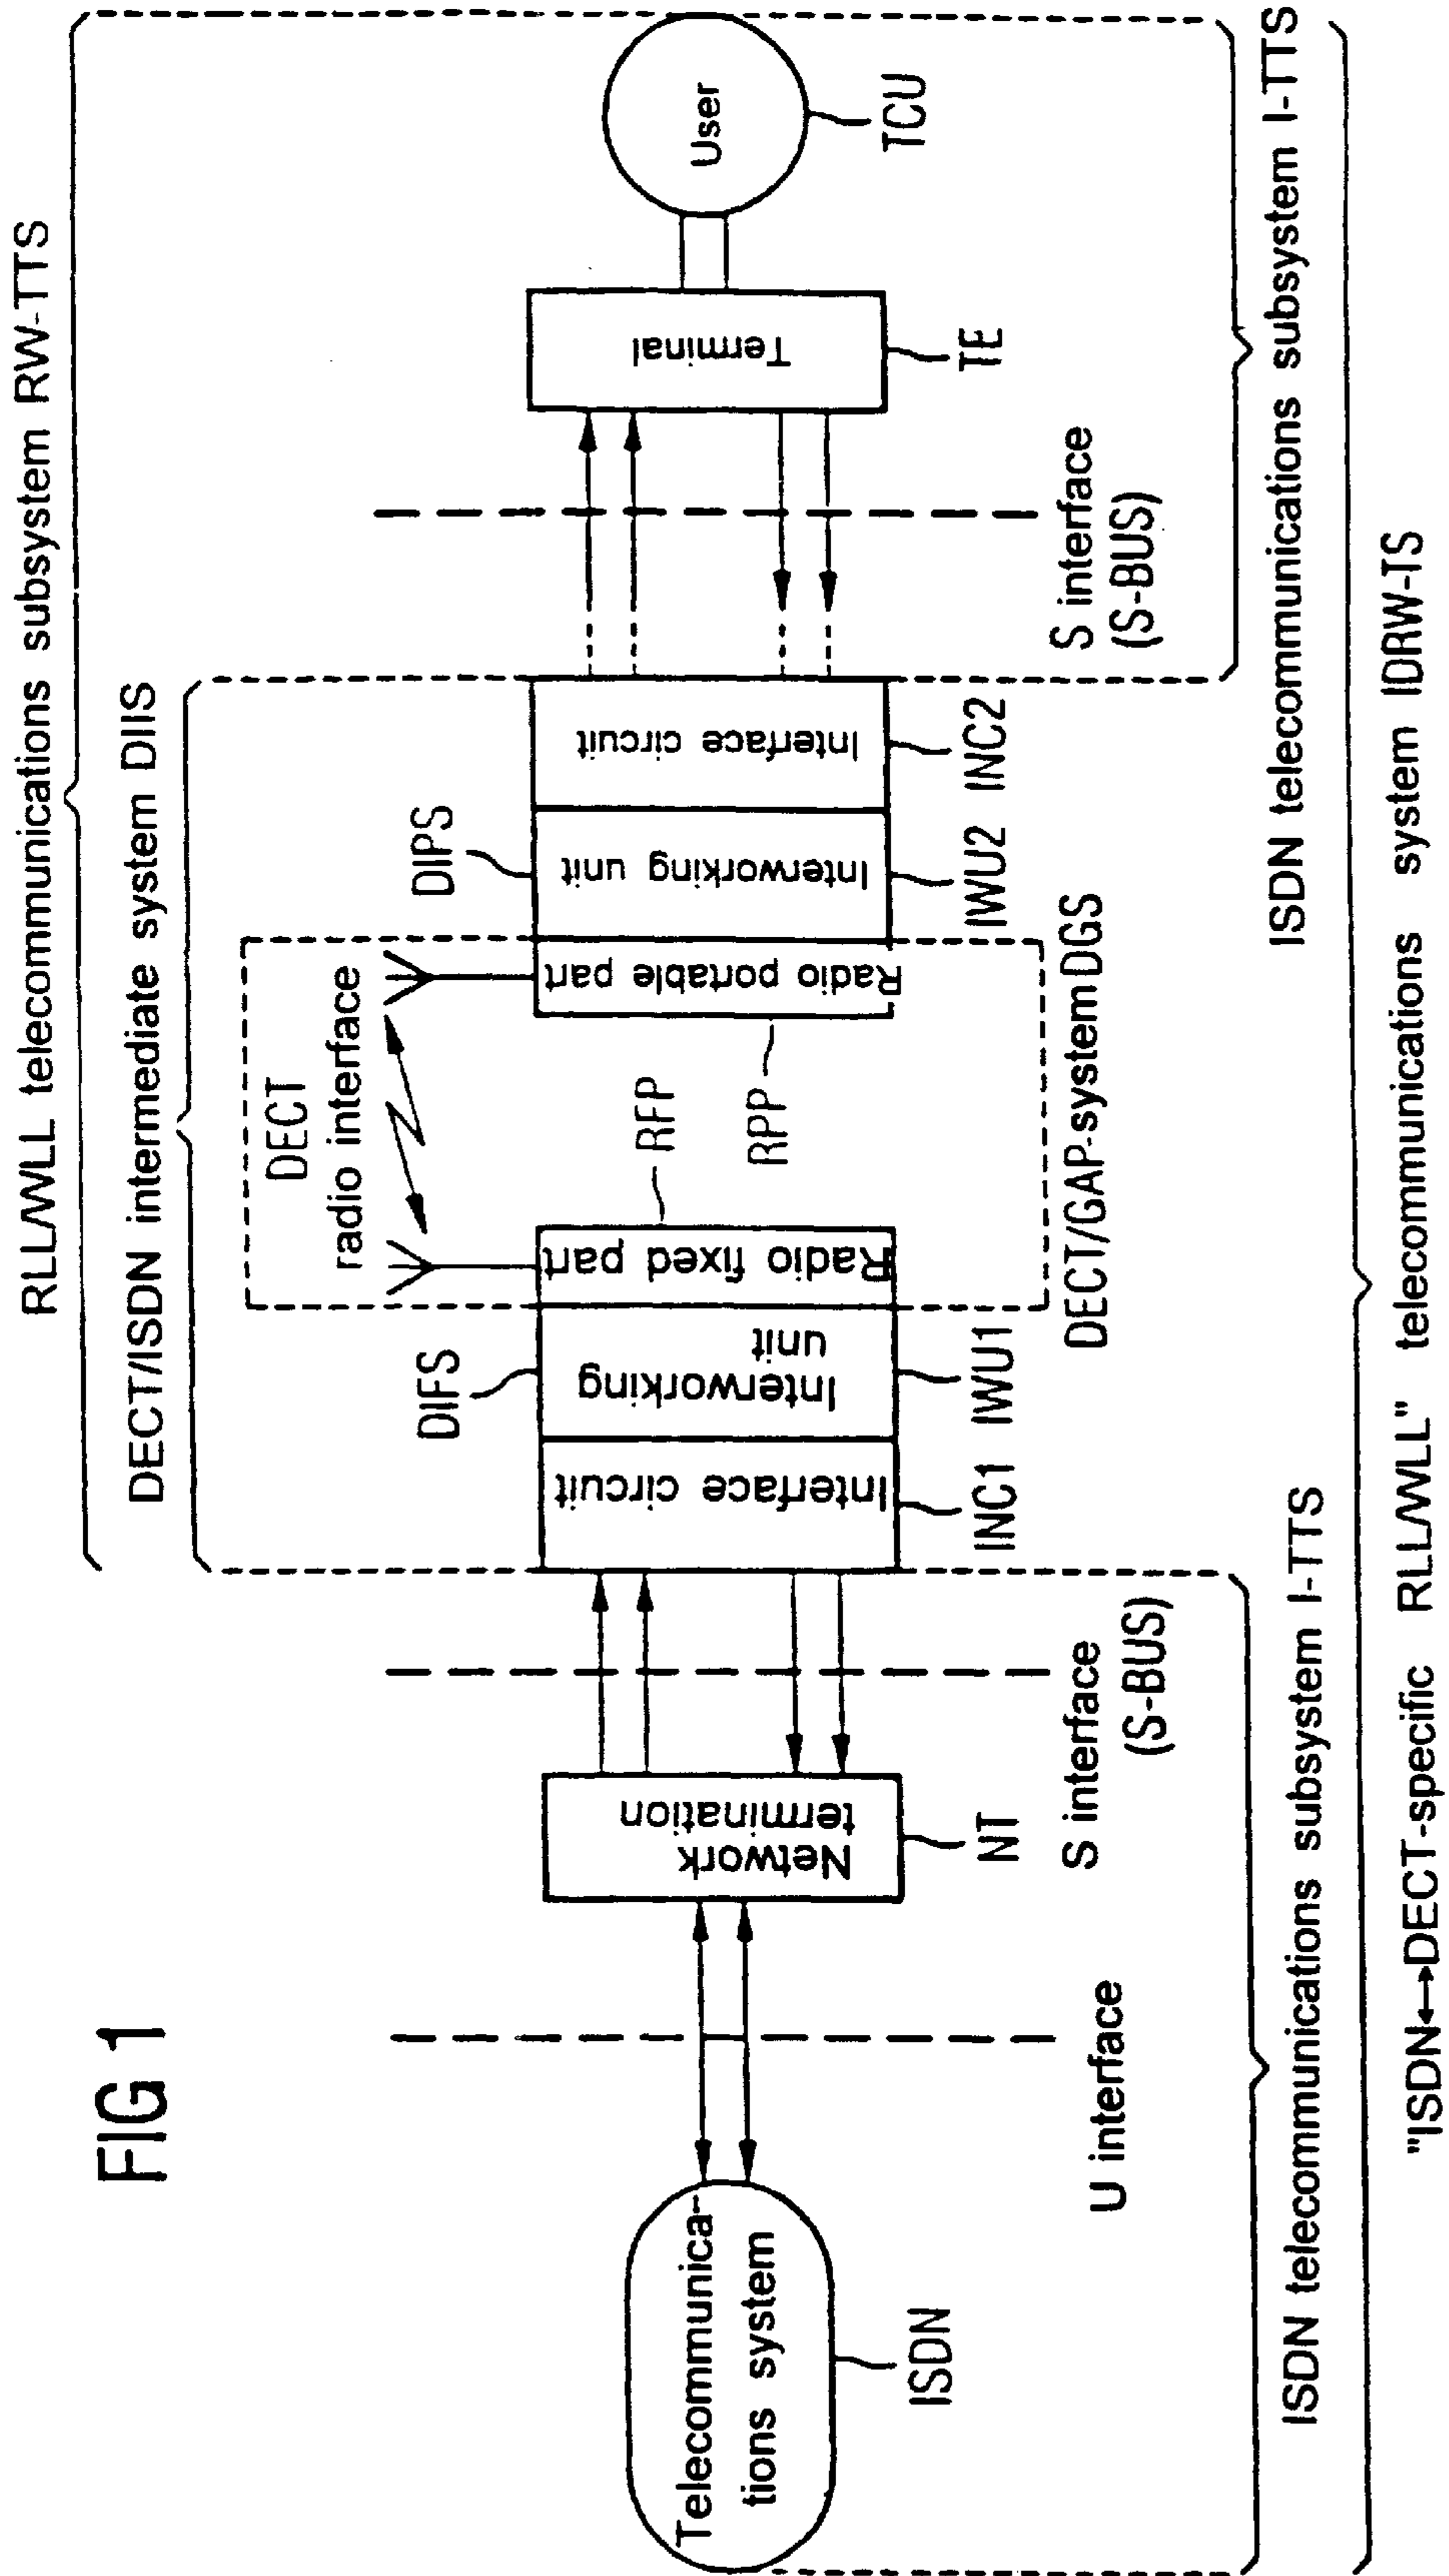 FIG 1
RLL/WLL telecommunications subsystem RW-TTS
DECT/ISDN intermediate system DIIS
DECT
radio interface
DIFS
DIPS
Telecommunica-
tions system
Network
termination
Interface circuit
Interworking
unit
Radio fixed part
RFP
RPP
Radio portable part
Interworking unit
Interface circuit
Terminal
User
ISDN
NT
INC1
IWU1
IWU2
INC2
TE
TCU
U interface
S interface
(S-BUS)
DECT/GAP-system DGS
S interface
(S-BUS)
ISDN telecommunications subsystem I-TTS
ISDN telecommunications subsystem I-TTS
"ISDN↔DECT-specific RLL/WLL" telecommunications system IDRW-TS